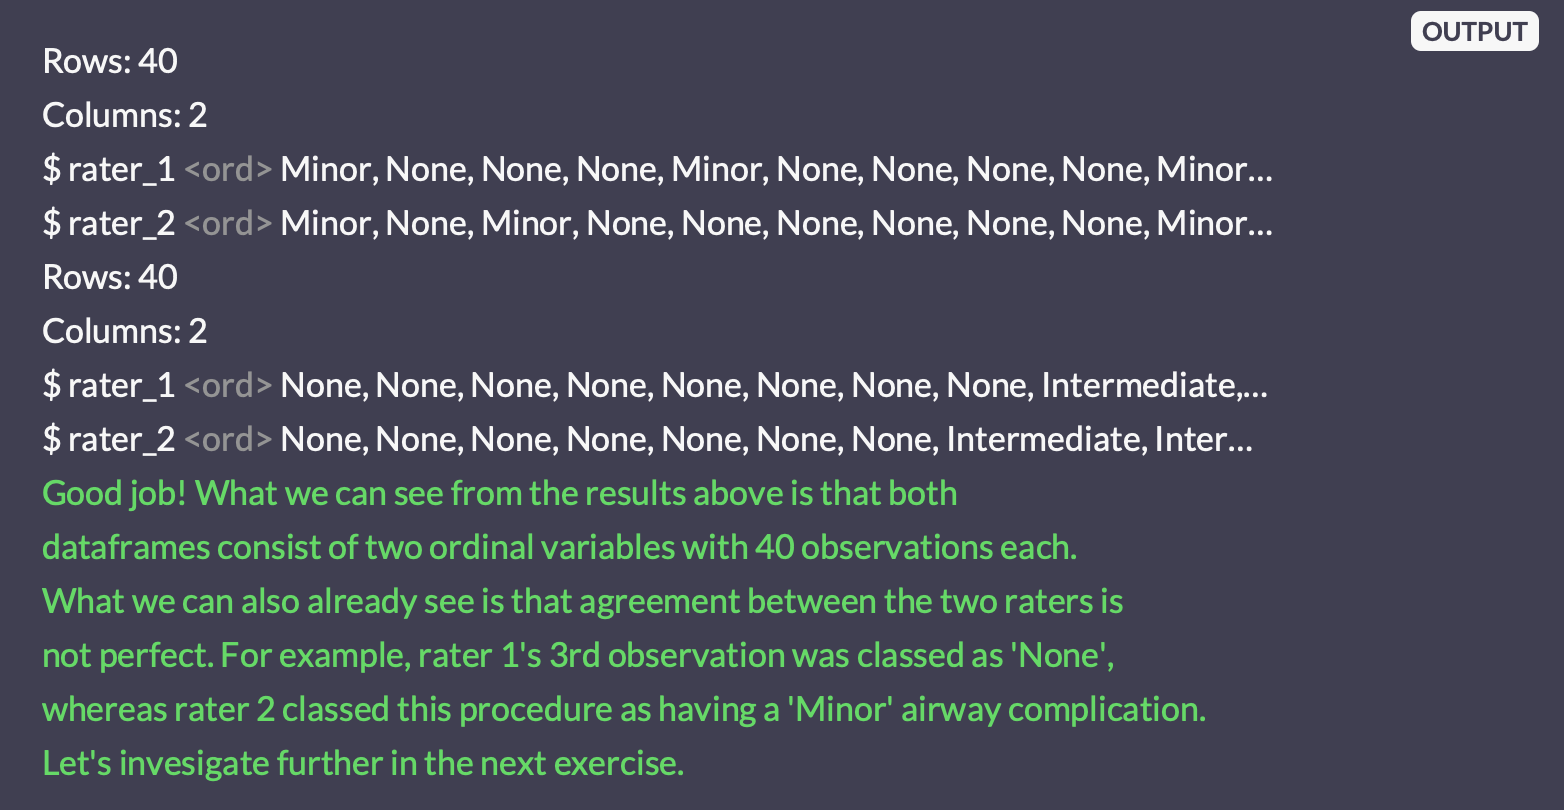 OUTPUT
Rows: 40
Columns: 2
$ rater_1 <ord> Minor, None, None, None, Minor, None, None, None, None, Minor…
$ rater_2 <ord> Minor, None, Minor, None, None, None, None, None, None, Minor…
Rows: 40
Columns: 2
$ rater_1 <ord> None, None, None, None, None, None, None, None, Intermediate,…
$ rater_2 <ord> None, None, None, None, None, None, None, Intermediate, Inter…
Good job! What we can see from the results above is that both
dataframes consist of two ordinal variables with 40 observations each.
What we can also already see is that agreement between the two raters is
not perfect. For example, rater 1's 3rd observation was classed as 'None',
whereas rater 2 classed this procedure as having a 'Minor' airway complication.
Let's invesigate further in the next exercise.